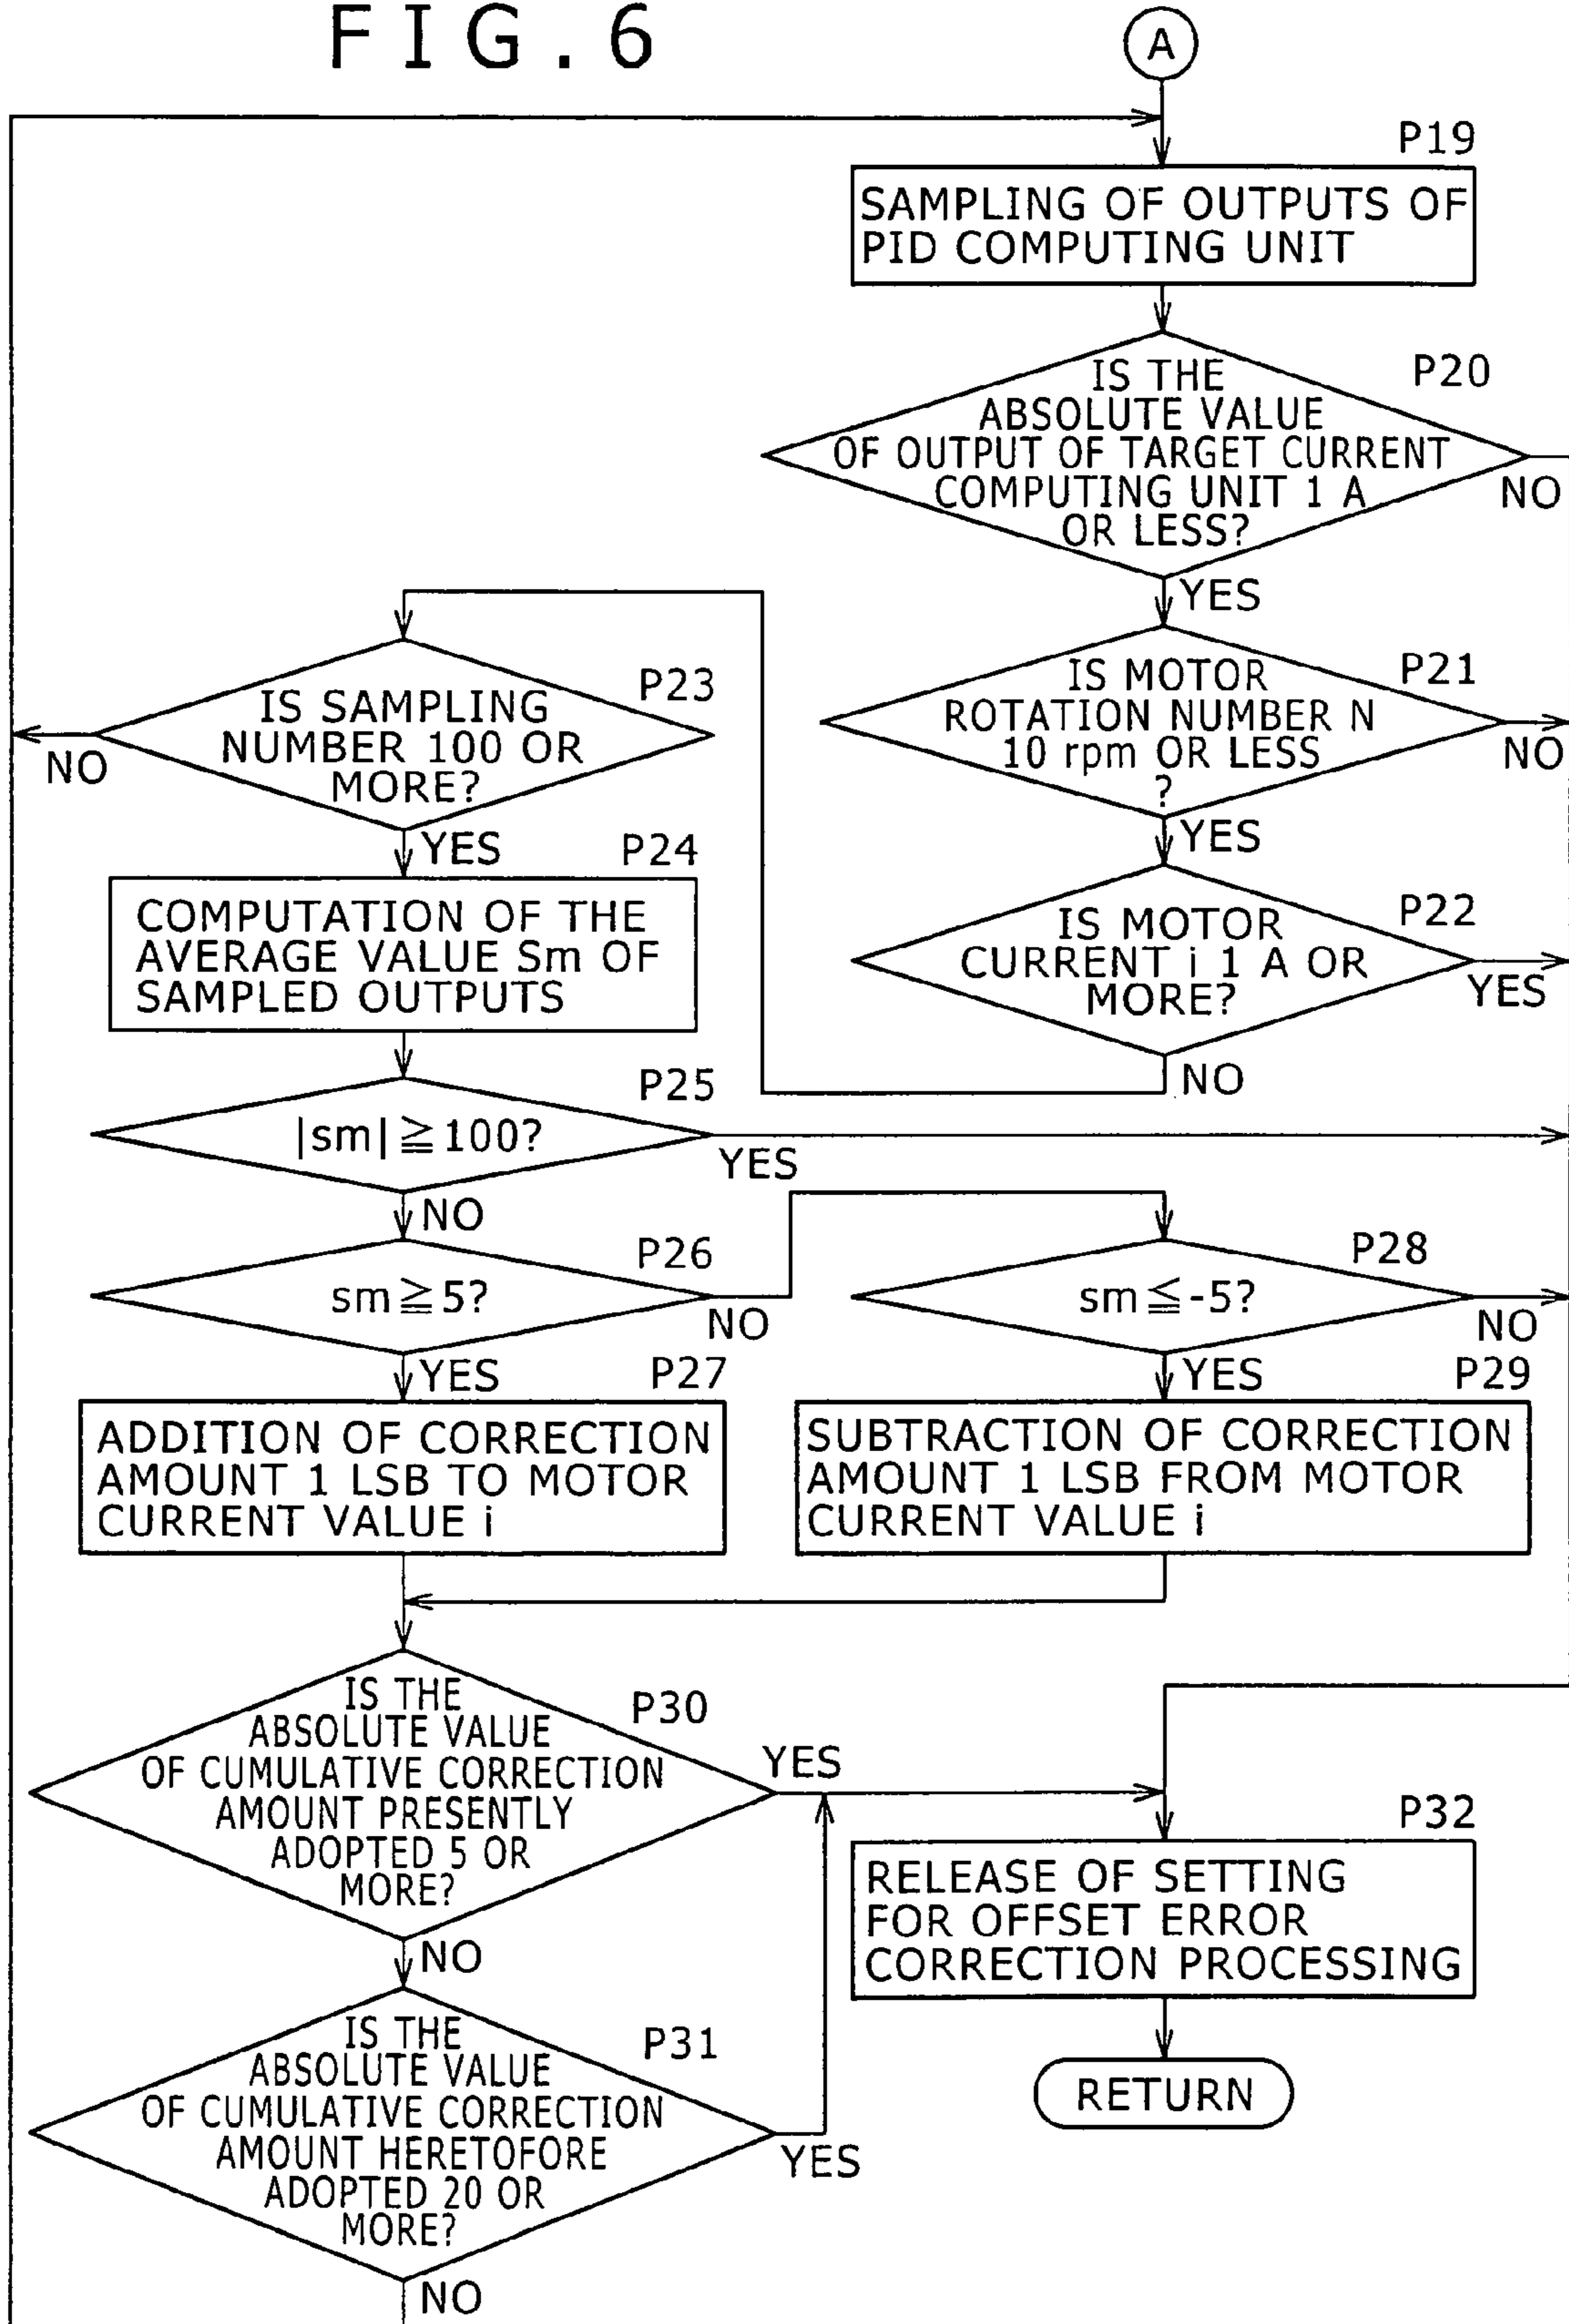 FIG.6
A
P19
SAMPLING OF OUTPUTS OF
PID COMPUTING UNIT
P20
IS THE
ABSOLUTE VALUE
OF OUTPUT OF TARGET CURRENT
COMPUTING UNIT 1 A
OR LESS?
NO
YES
P21
IS MOTOR
ROTATION NUMBER N
10 rpm OR LESS
?
NO
YES
P22
IS MOTOR
CURRENT i 1 A OR
MORE?
YES
NO
P23
IS SAMPLING
NUMBER 100 OR
MORE?
NO
YES
P24
COMPUTATION OF THE
AVERAGE VALUE Sm OF
SAMPLED OUTPUTS
P25
|sm|≧100?
YES
NO
P26
sm≧5?
NO
YES
P27
ADDITION OF CORRECTION
AMOUNT 1 LSB TO MOTOR
CURRENT VALUE i
P28
sm≦-5?
NO
YES
P29
SUBTRACTION OF CORRECTION
AMOUNT 1 LSB FROM MOTOR
CURRENT VALUE i
P30
IS THE
ABSOLUTE VALUE
OF CUMULATIVE CORRECTION
AMOUNT PRESENTLY
ADOPTED 5 OR
MORE?
YES
NO
P31
IS THE
ABSOLUTE VALUE
OF CUMULATIVE CORRECTION
AMOUNT HERETOFORE
ADOPTED 20 OR
MORE?
YES
NO
P32
RELEASE OF SETTING
FOR OFFSET ERROR
CORRECTION PROCESSING
RETURN